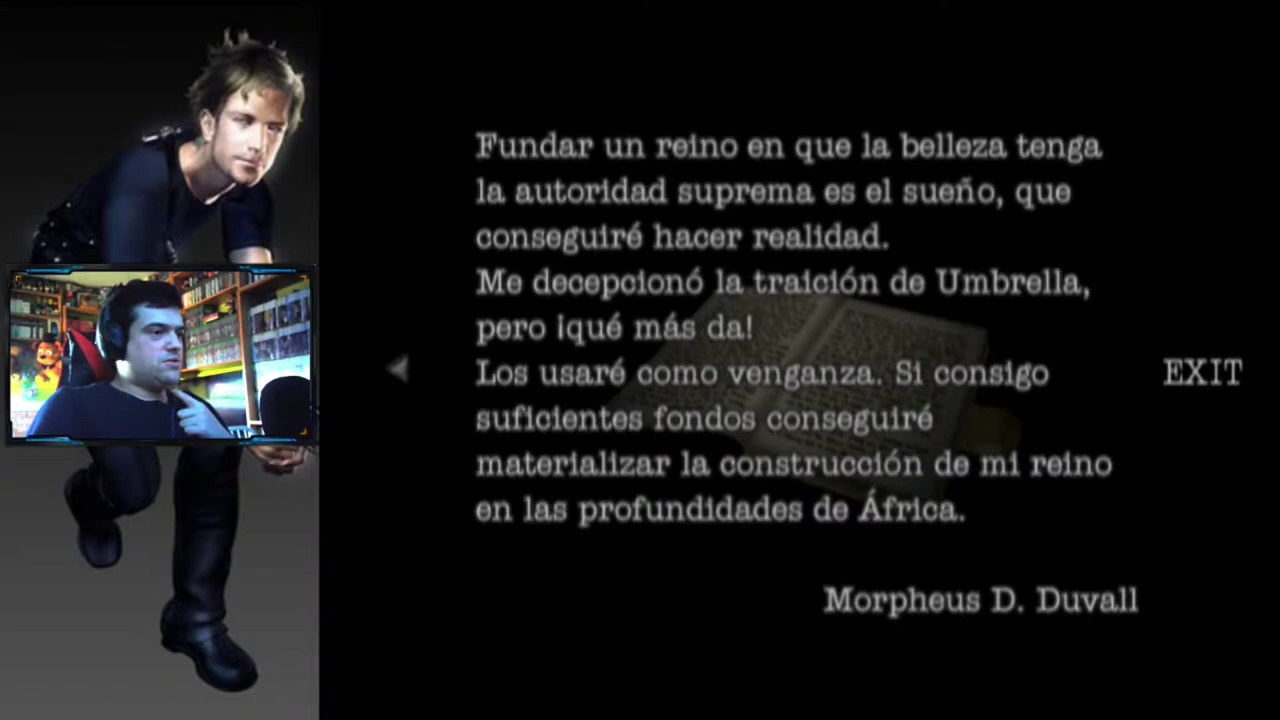 Fundar un reino en que la belleza tenga
la autoridad suprema es el sueño, que
conseguiré hacer realidad.
Me decepcionó la traición de Umbrella,
pero ¡qué más da!
Los usaré como venganza. Si consigo
suficientes fondos conseguiré
materializar la construcción de mi reino
en las profundidades de África.
EXIT
Morpheus D. Duvall